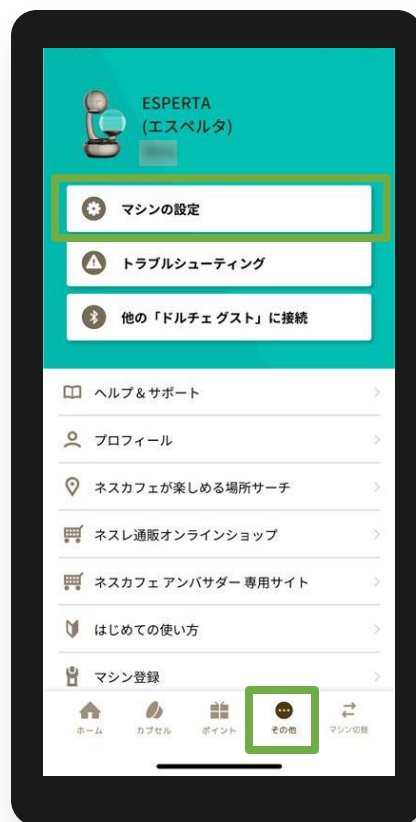 ESPERTA
(エスペルタ)
マシンの設定
トラブルシューティング
他の「ドルチェ グスト」に接続
ヘルプ＆サポート
プロフィール
ネスカフェが楽しめる場所サーチ
ネスレ通販オンラインショップ
ネスカフェ アンバサダー 専用サイト
はじめての使い方
マシン登録
ホーム
カプセル
ポイント
その他
マシン切替